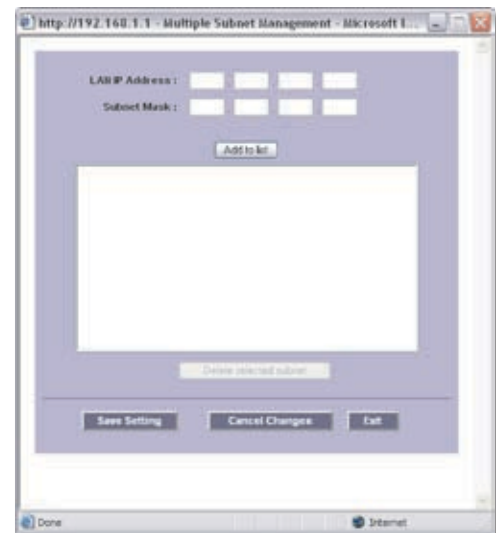 http://192.168.1.1 - Multiple Subnet Management - Microsoft I...
LAN IP Address :
Subnet Mask :
Add to list
Delete selected subnet
Save Setting
Cancel Changes
Exit
Done
Internet